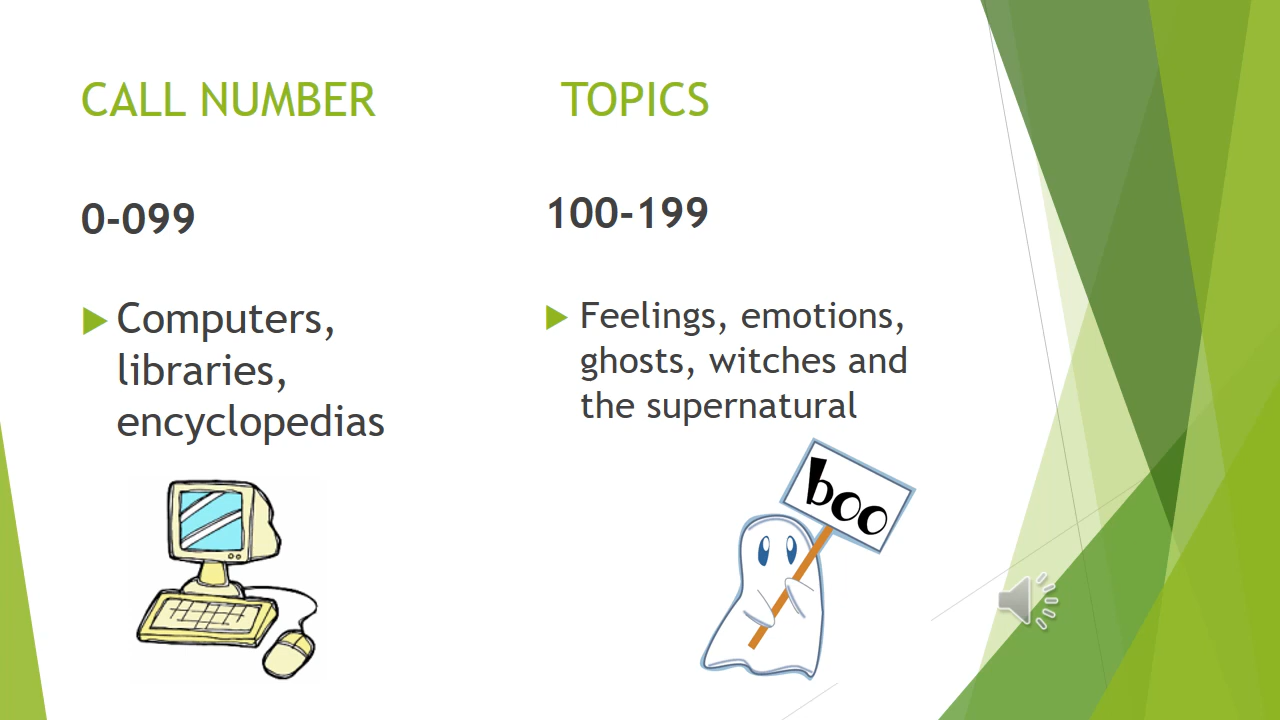 CALL NUMBER
TOPICS
0-099
Computers,
libraries,
encyclopedias
100-199
Feelings, emotions,
ghosts, witches and
the supernatural
boo